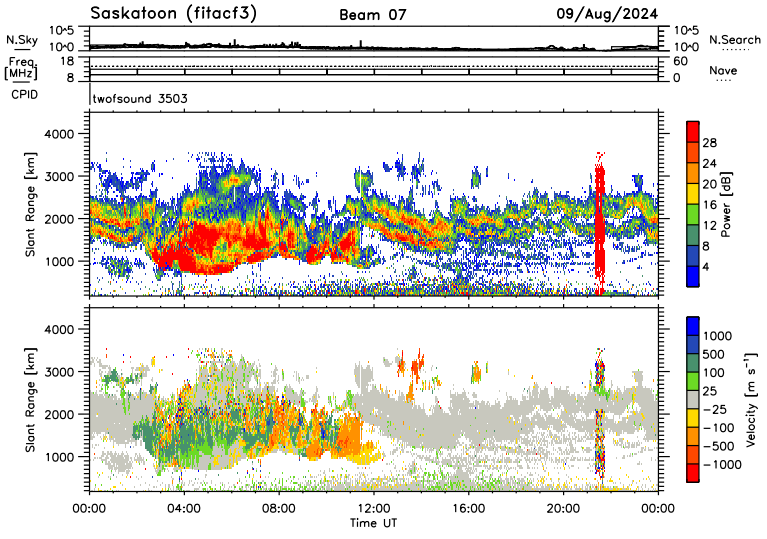 Saskatoon (fitacf3) Beam 07 09/Aug/2024
N.Sky 10^5 10^0 10^5 10^0 N.Search
Freq. [MHz] 18 8 60 0 Nave
CPID twofsound 3503
Slant Range [km] 4000 3000 2000 1000
Power [dB] 28 24 20 16 12 8 4
Slant Range [km] 4000 3000 2000 1000
Velocity [m s^-1] 1000 500 100 25 -25 -100 -500 -1000
00:00 04:00 08:00 12:00 16:00 20:00 00:00
Time UT